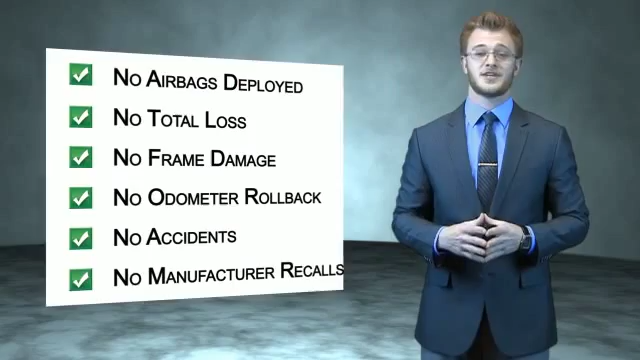 No Airbags Deployed
No Total Loss
No Frame Damage
No Odometer Rollback
No Accidents
No Manufacturer Recalls